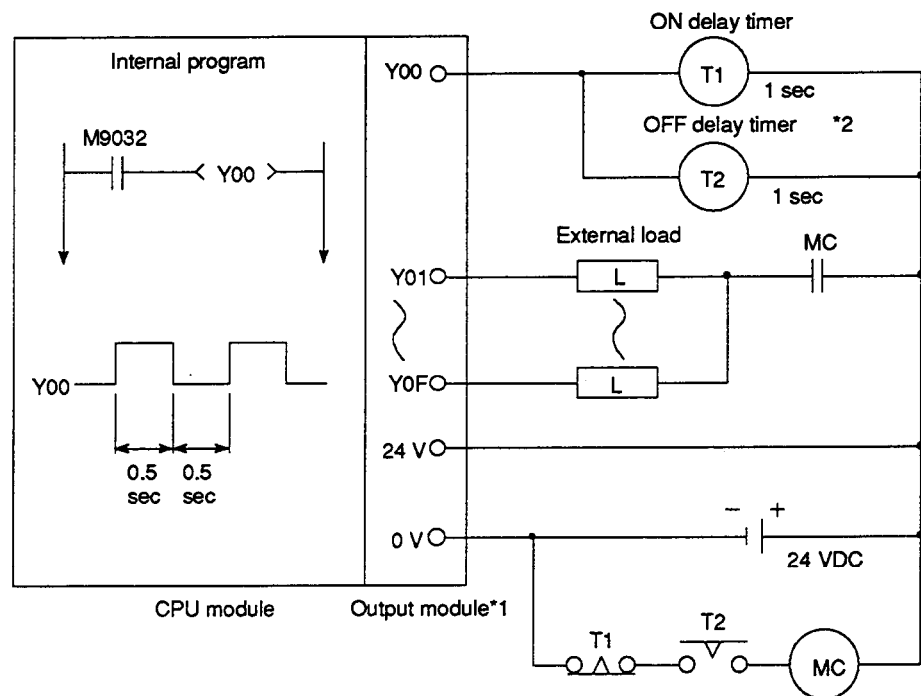 ON delay timer
Internal program
Y00
T1
1 sec
M9032
OFF delay timer *2
Y00
T2
1 sec
External load
MC
Y01
L
Y00
Y0F
L
0.5 sec
0.5 sec
24 V
− +
0 V
24 VDC
CPU module
Output module*1
T1
T2
MC